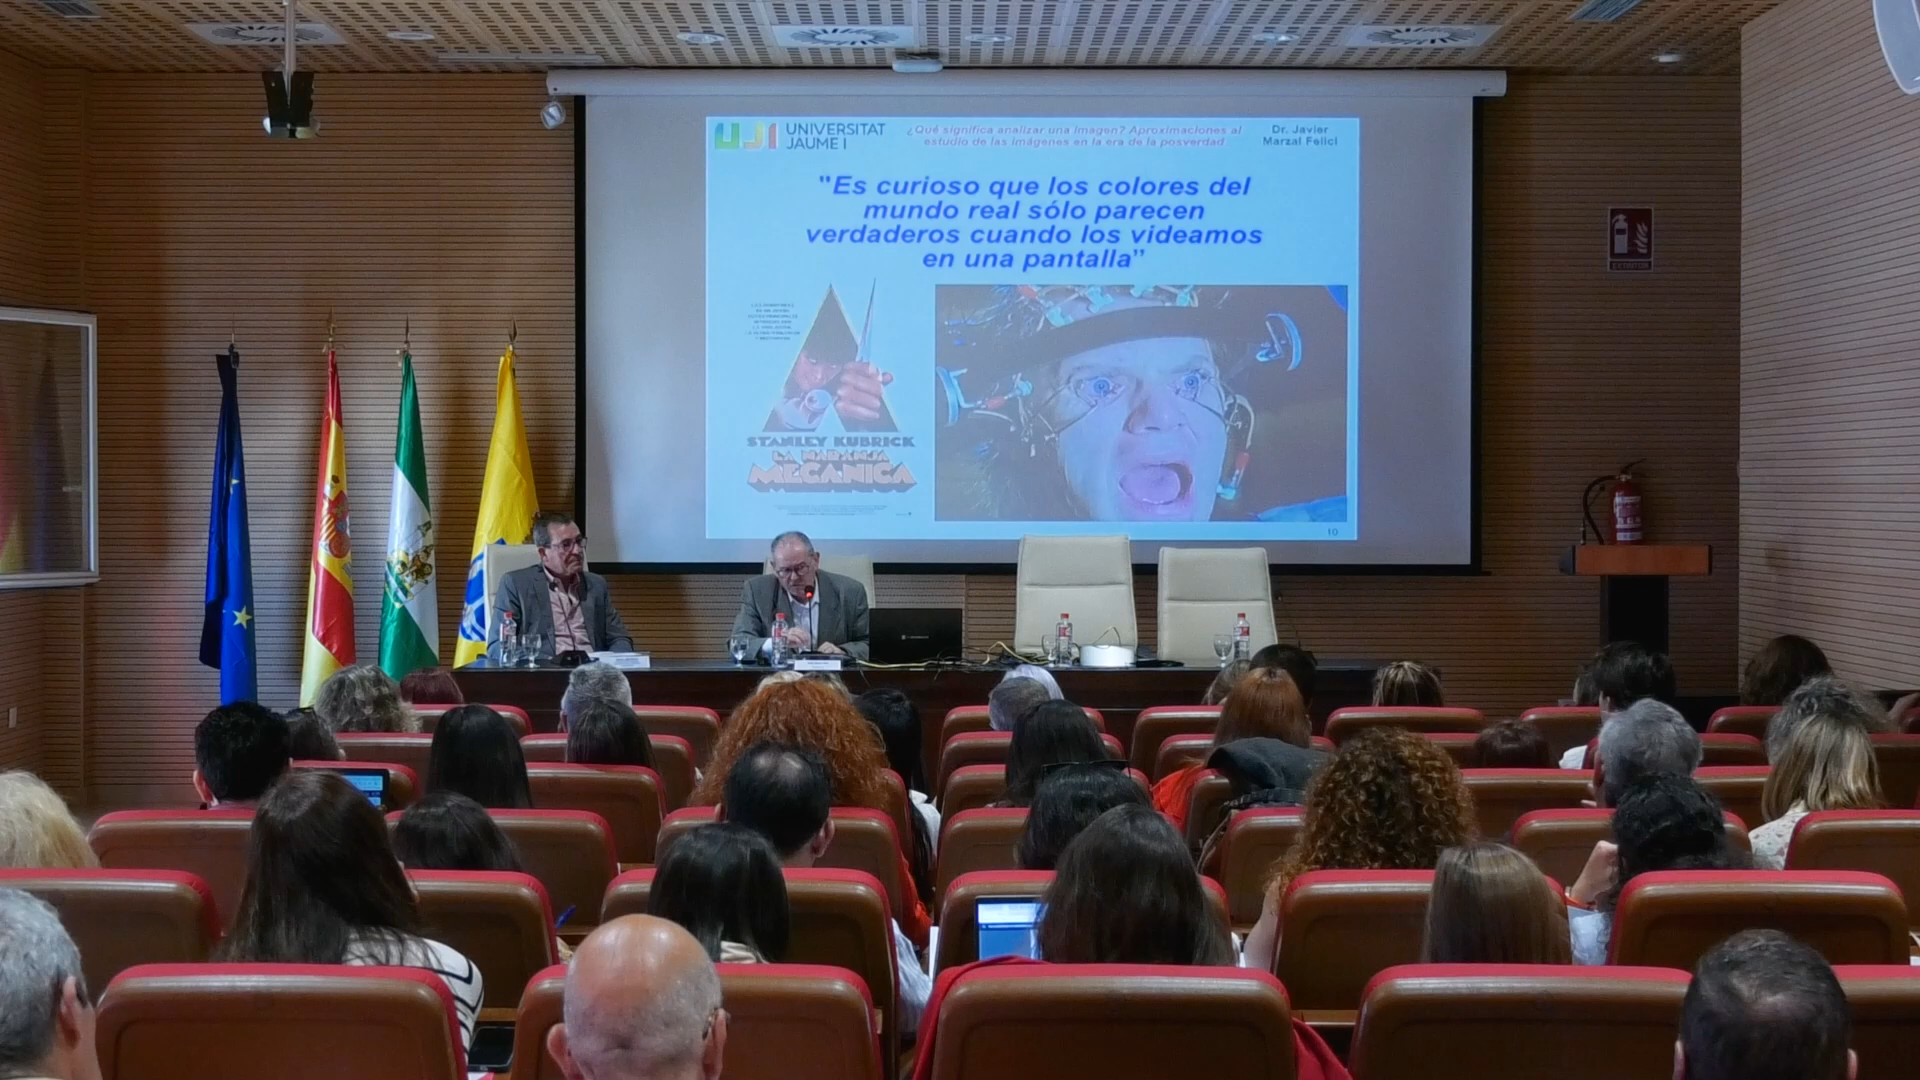 UJI UNIVERSITAT
JAUME I
¿Qué significa analizar una imagen? Aproximaciones al
estudio de las imágenes en la era de la posverdad
Dr. Javier
Marzal Felici
"Es curioso que los colores del
mundo real sólo parecen
verdaderos cuando los videamos
en una pantalla”
STANLEY KUBRICK
LA NARANJA
MECANICA
10
EXTINTOR